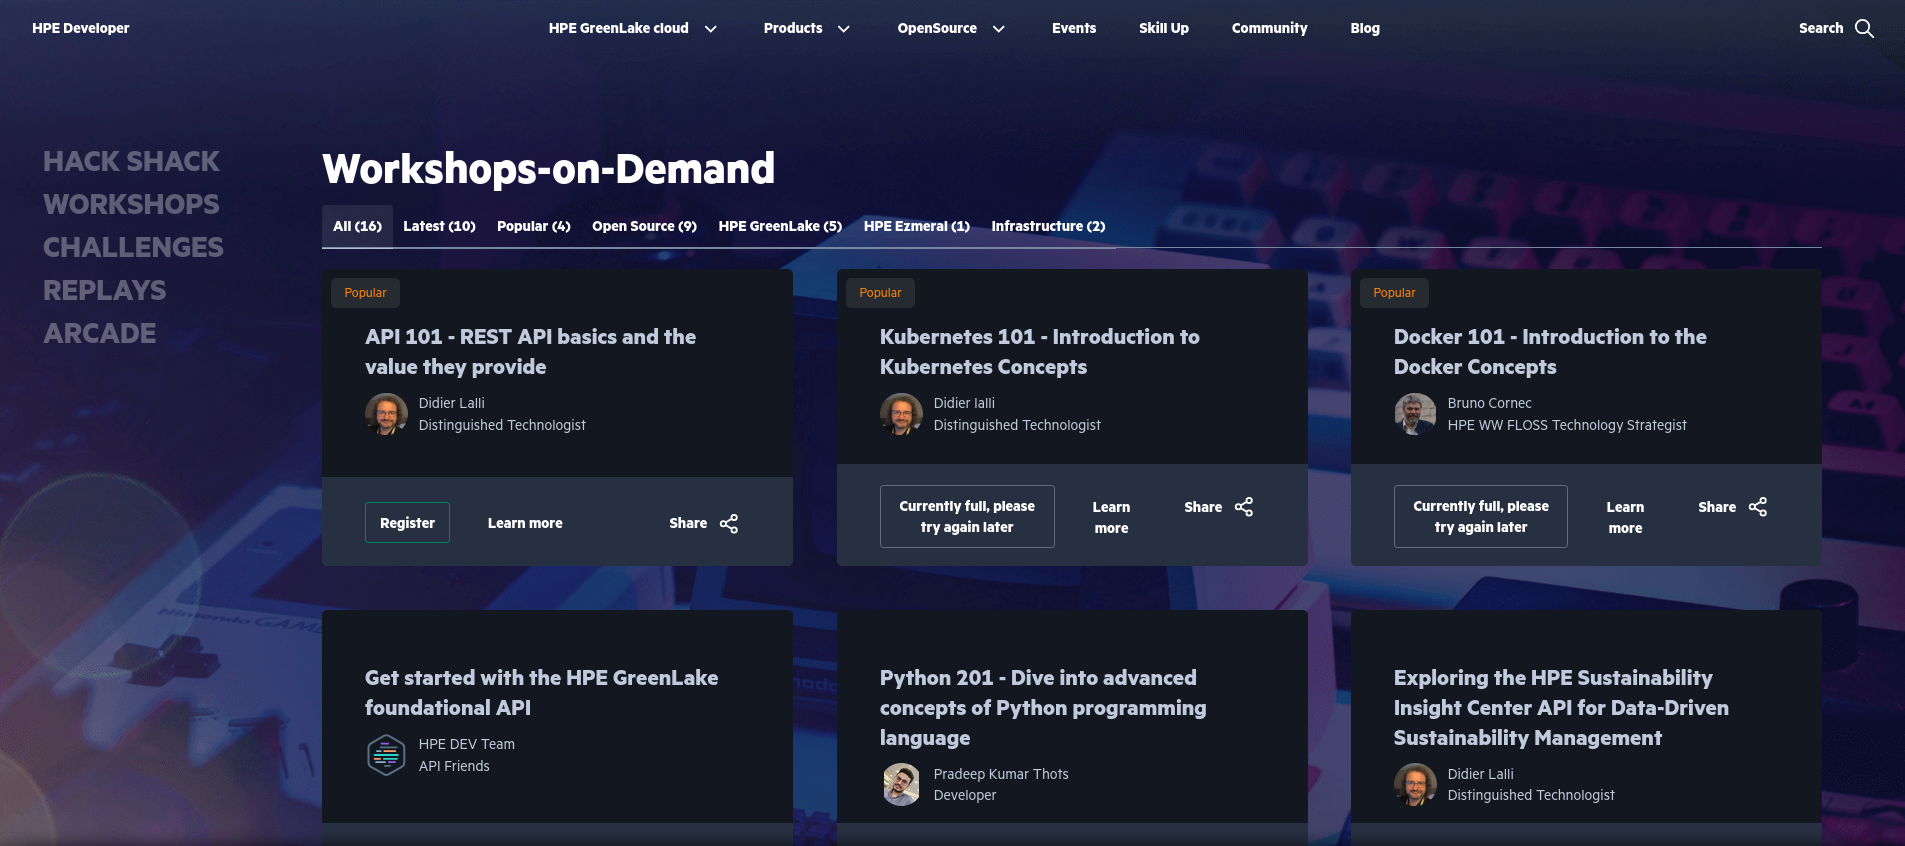 HPE Developer
HPE GreenLake cloud
Products
OpenSource
Events
Skill Up
Community
Blog
Search
HACK SHACK
WORKSHOPS
CHALLENGES
REPLAYS
ARCADE
Workshops-on-Demand
All (16)
Latest (10)
Popular (4)
Open Source (9)
HPE GreenLake (5)
HPE Ezmeral (1)
Infrastructure (2)
Popular
API 101 - REST API basics and the
value they provide
Didier Lalli
Distinguished Technologist
Register
Learn more
Share
Popular
Kubernetes 101 - Introduction to
Kubernetes Concepts
Didier lalli
Distinguished Technologist
Currently full, please
try again later
Learn
more
Share
Popular
Docker 101 - Introduction to the
Docker Concepts
Bruno Cornec
HPE WW FLOSS Technology Strategist
Currently full, please
try again later
Learn
more
Share
Get started with the HPE GreenLake
foundational API
HPE DEV Team
API Friends
Python 201 - Dive into advanced
concepts of Python programming
language
Pradeep Kumar Thots
Developer
Exploring the HPE Sustainability
Insight Center API for Data-Driven
Sustainability Management
Didier Lalli
Distinguished Technologist
Nintendo GAME